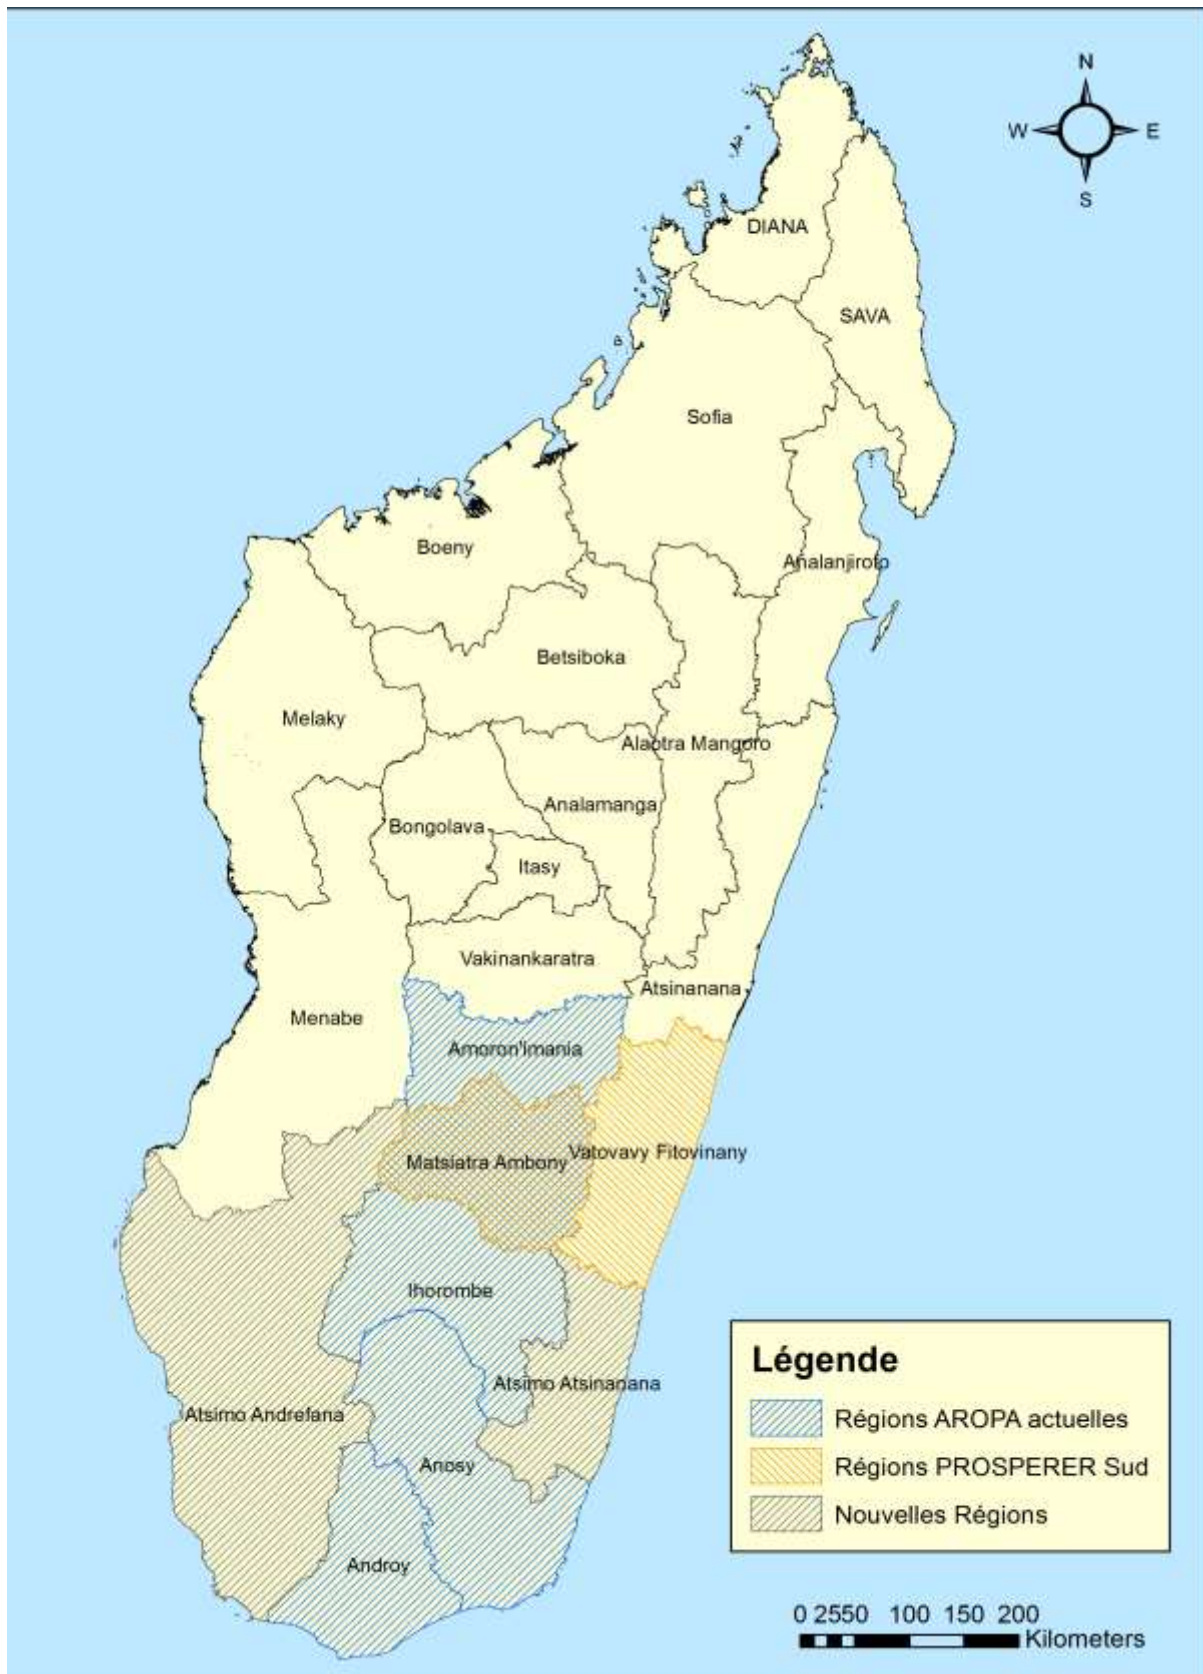 N
W E
S
DIANA
SAVA
Sofia
Boeny
Analanjirofo
Betsiboka
Melaky
Alaotra Mangoro
Analamanga
Bongolava
Itasy
Vakinankaratra
Atsinanana
Menabe
Amoron'imania
Matsiatra Ambony
Vatovavy Fitovinany
Ihorombe
Atsimo Atsinanana
Atsimo Andrefana
Anosy
Androy
Légende
Régions AROPA actuelles
Régions PROSPERER Sud
Nouvelles Régions
0 2550 100 150 200
Kilometers